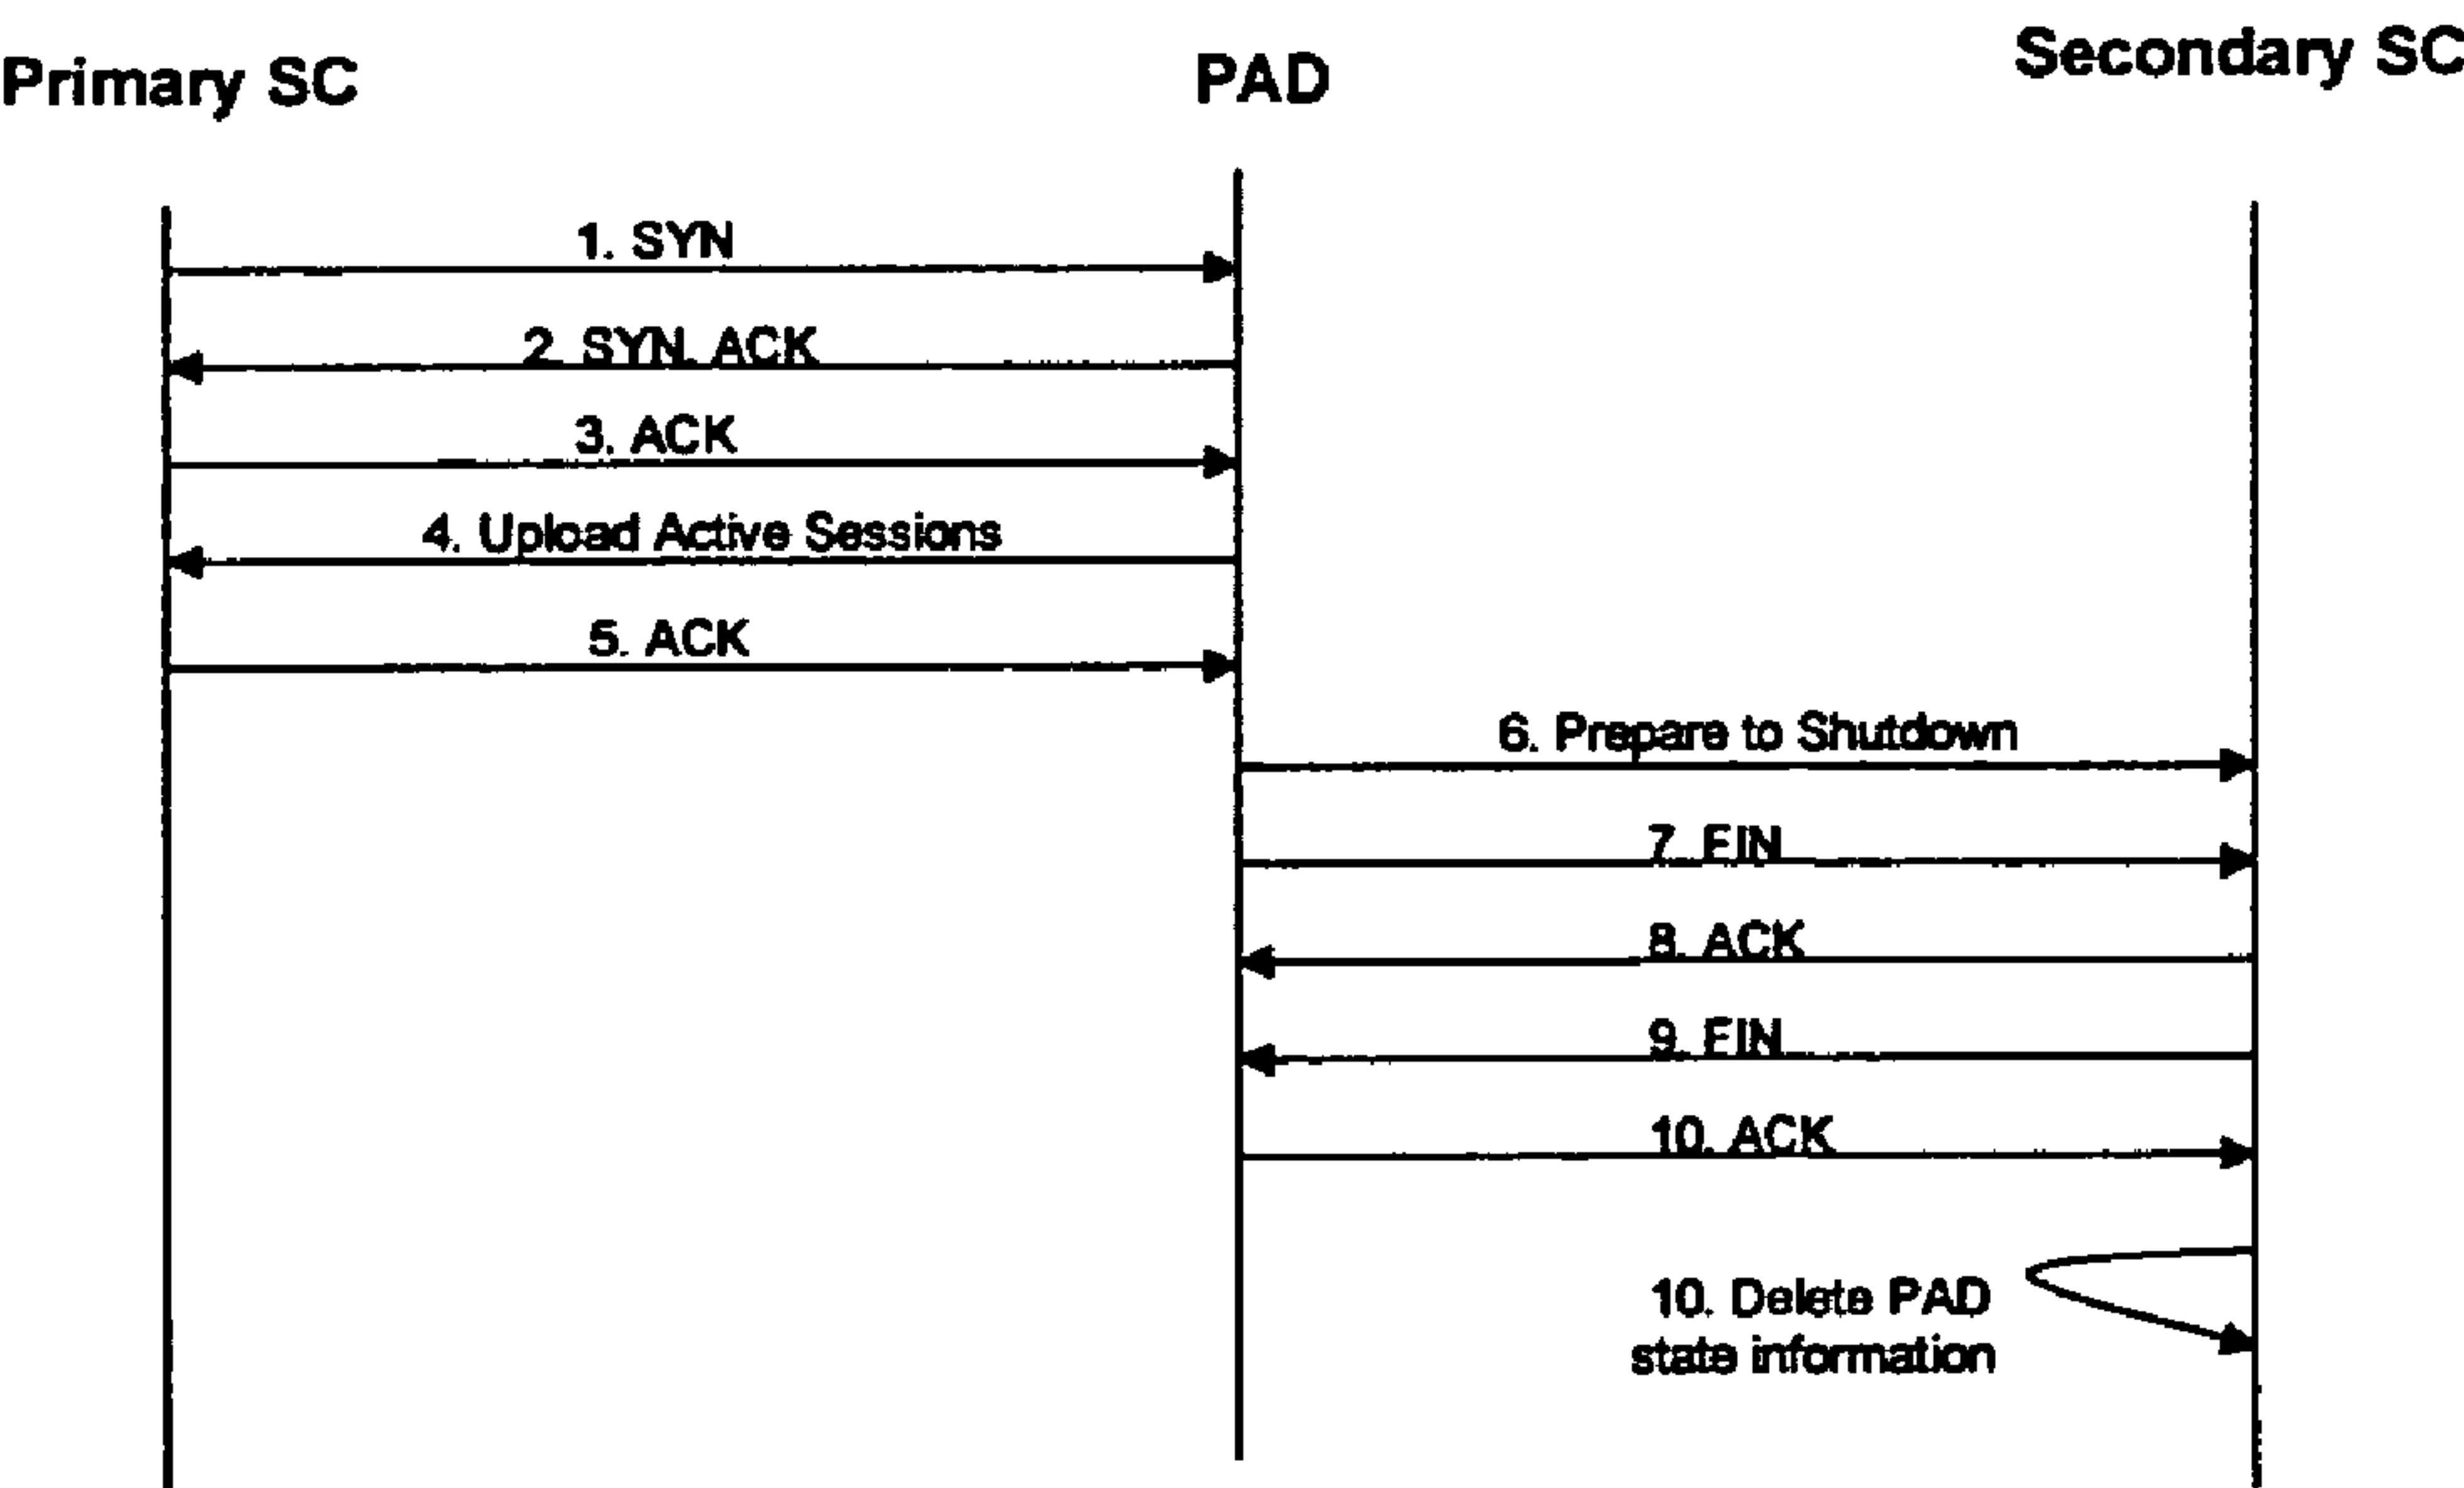 Primary SC
PAD
Secondary SC
1. SYN
2. SYN, ACK
3. ACK
4. Upload Active Sessions
5. ACK
6. Prepare to Shutdown
7. FIN
8. ACK
9. FIN
10. ACK
10. Delete PAD
state information